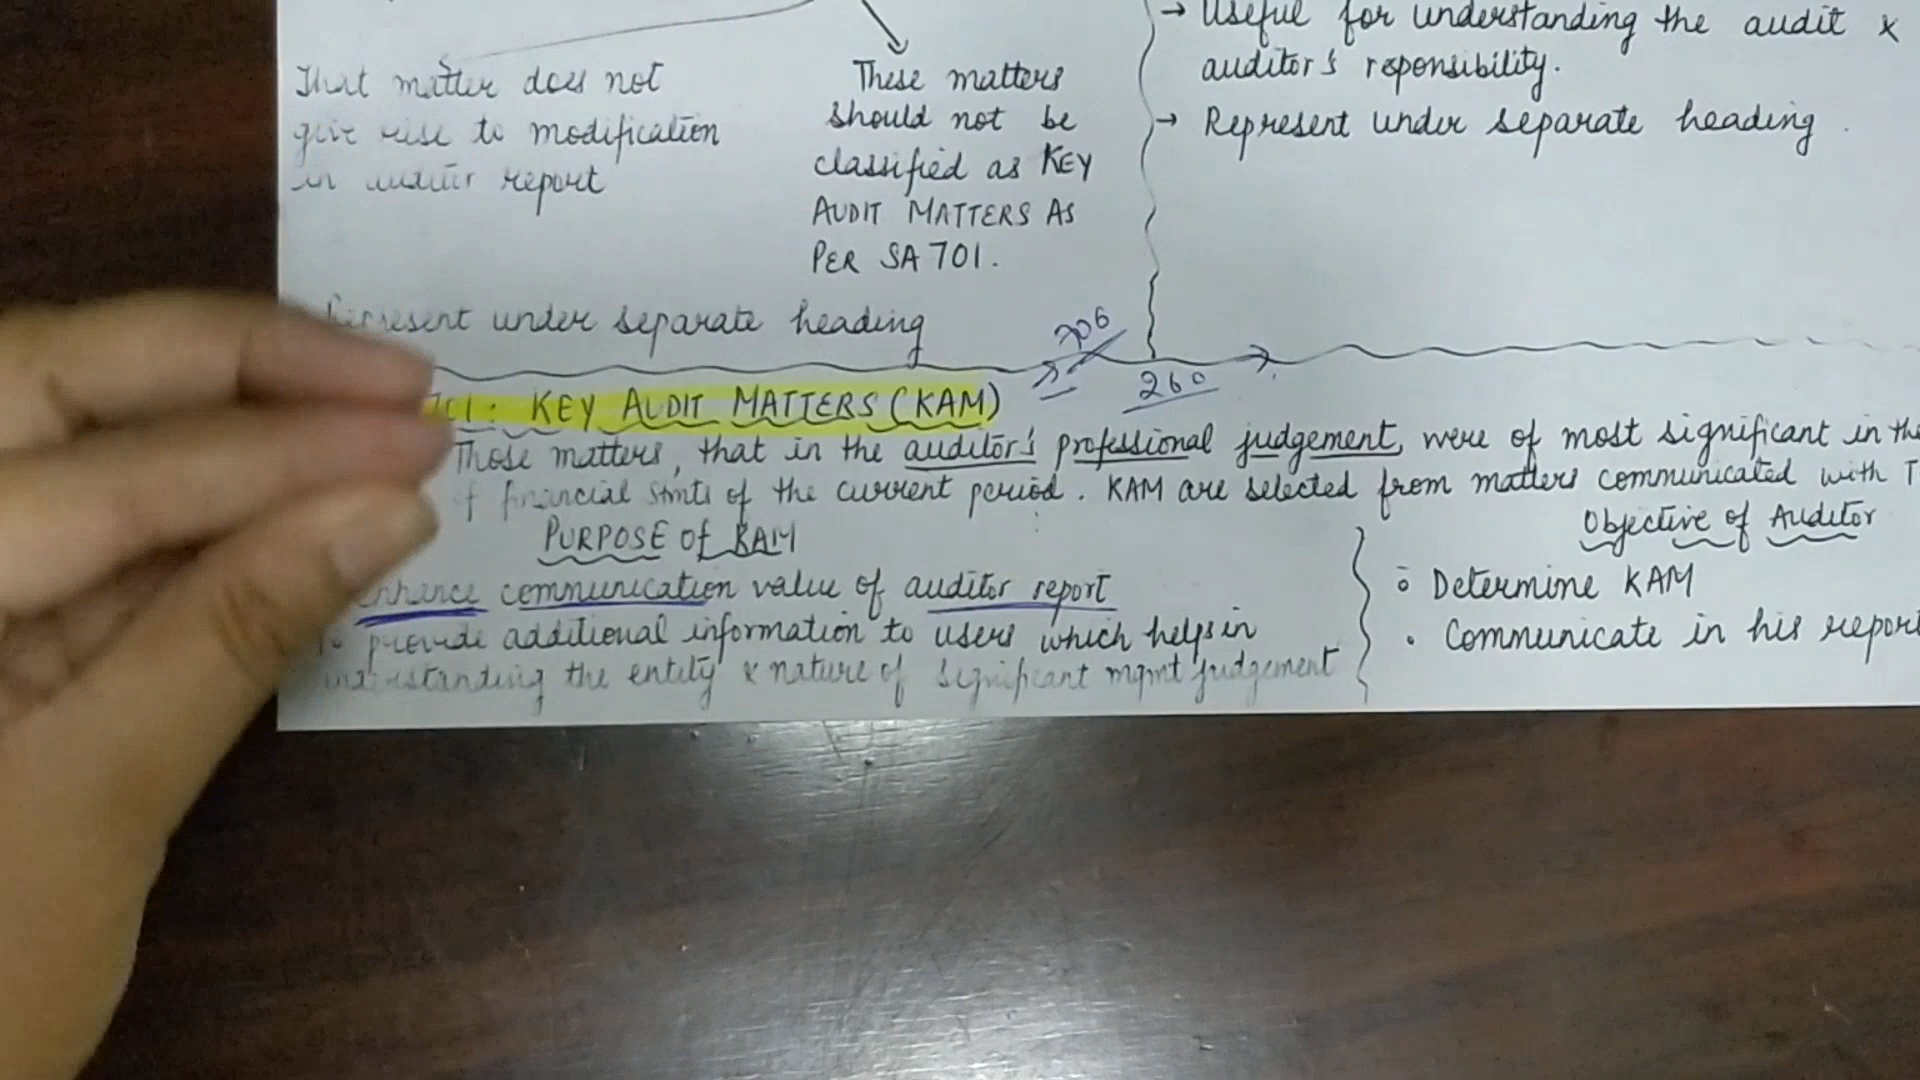 That matter does not
give rise to modification
in auditor report
These matters
should not be
classified as KEY
AUDIT MATTERS AS
PER SA 701.
→ Useful for understanding the audit &
auditor's reponsibility.
→ Represent under separate heading.
Represent under separate heading
706
260
701: KEY AUDIT MATTERS (KAM)
Those matters, that in the auditor's professional judgement, were of most significant in the
of financial stmts of the current period. KAM are selected from matters communicated with T
PURPOSE Of KAM
enhance communication value of auditor report
To provide additional information to users which helps in
understanding the entity & nature of significant mgmt judgement
Objective of Auditor
• Determine KAM
• Communicate in his report